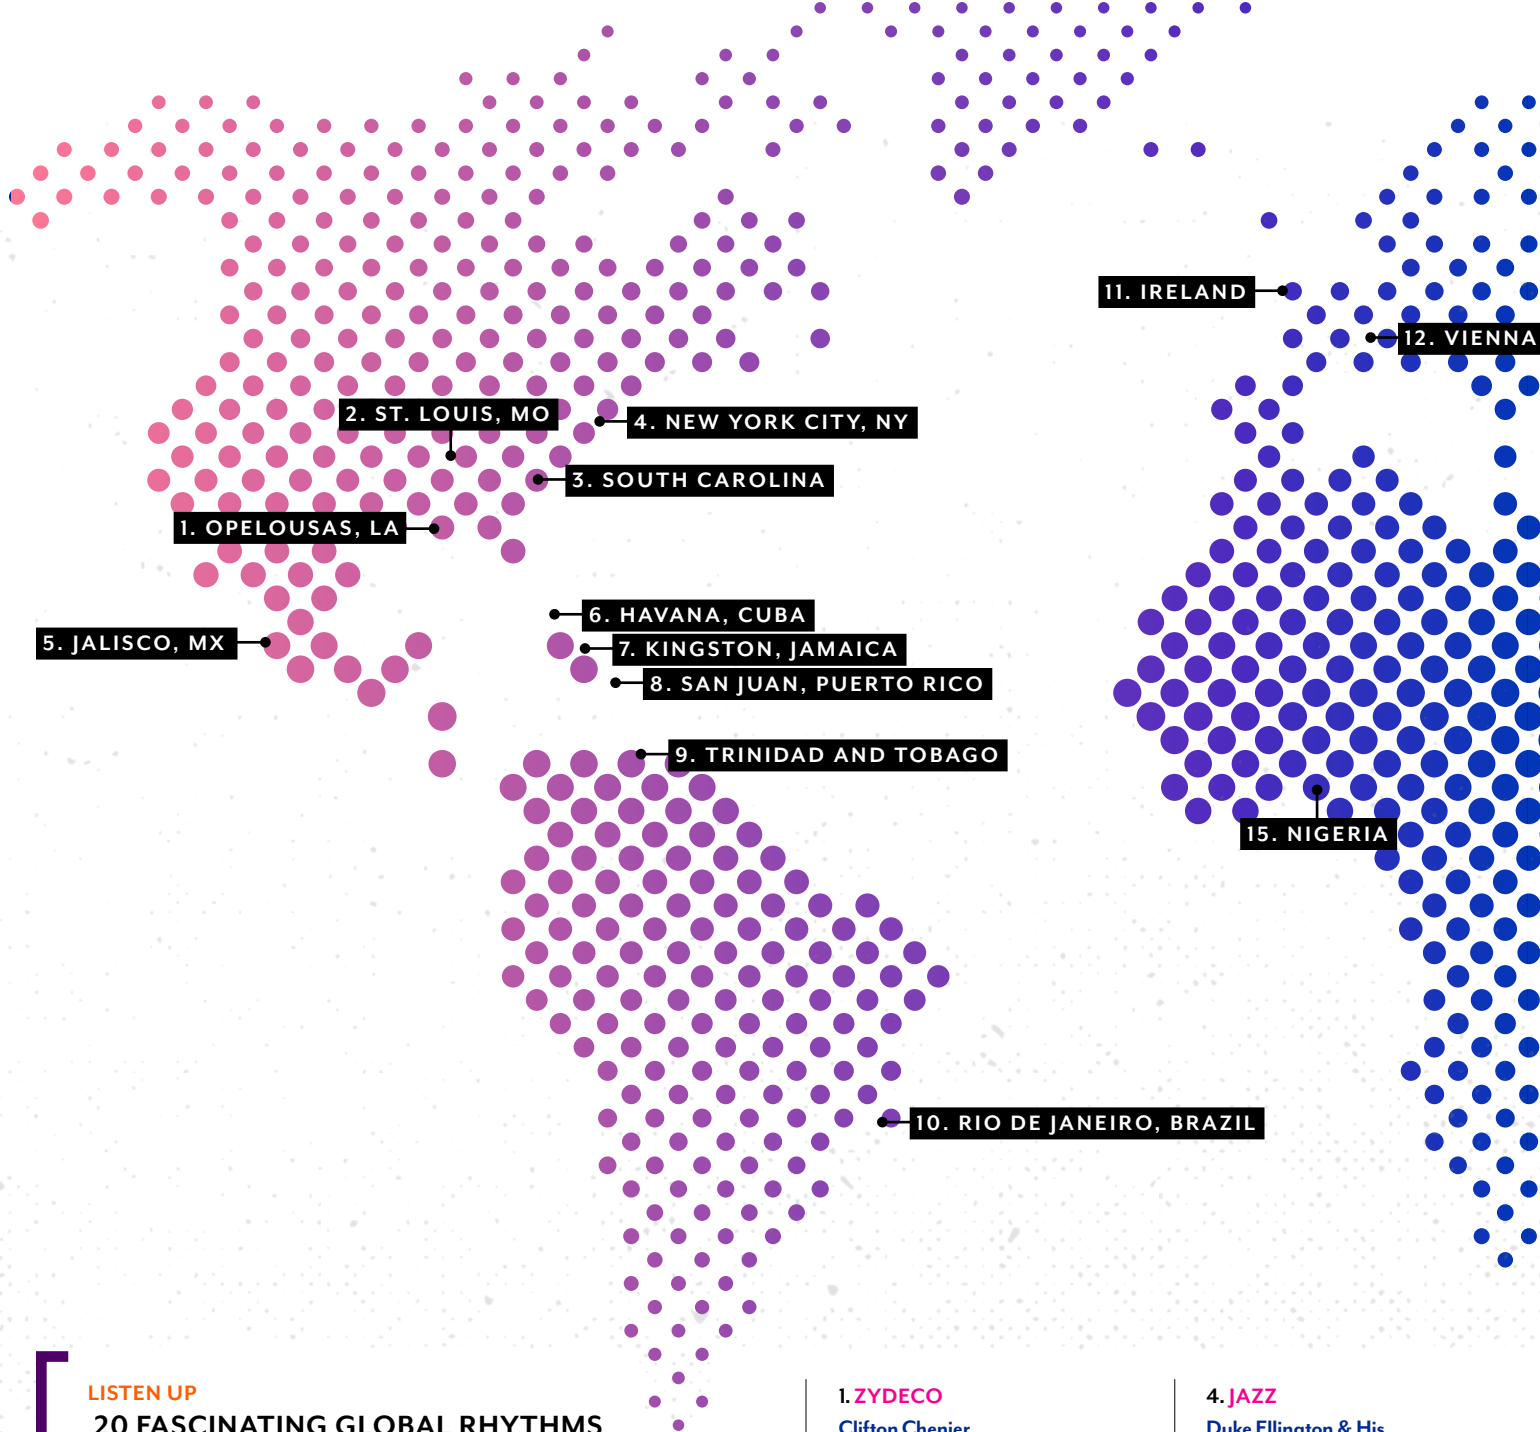 11. IRELAND
12. VIENNA
2. ST. LOUIS, MO
4. NEW YORK CITY, NY
3. SOUTH CAROLINA
1. OPELOUSAS, LA
6. HAVANA, CUBA
5. JALISCO, MX
7. KINGSTON, JAMAICA
8. SAN JUAN, PUERTO RICO
9. TRINIDAD AND TOBAGO
15. NIGERIA
10. RIO DE JANEIRO, BRAZIL
LISTEN UP
20 FASCINATING GLOBAL RHYTHMS
1. ZYDECO
Clifton Chenier
4. JAZZ
Duke Ellington & His